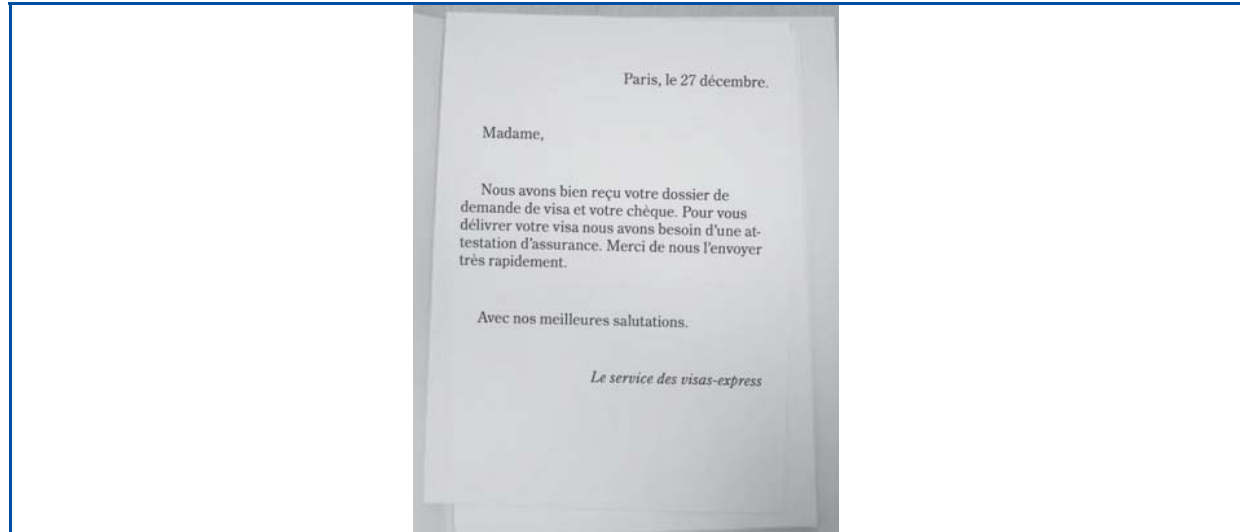 Paris, le 27 décembre.
Madame,
Nous avons bien reçu votre dossier de
demande de visa et votre chèque. Pour vous
délivrer votre visa nous avons besoin d'une at-
testation d'assurance. Merci de nous l'envoyer
très rapidement.
Avec nos meilleures salutations.
Le service des visas-express